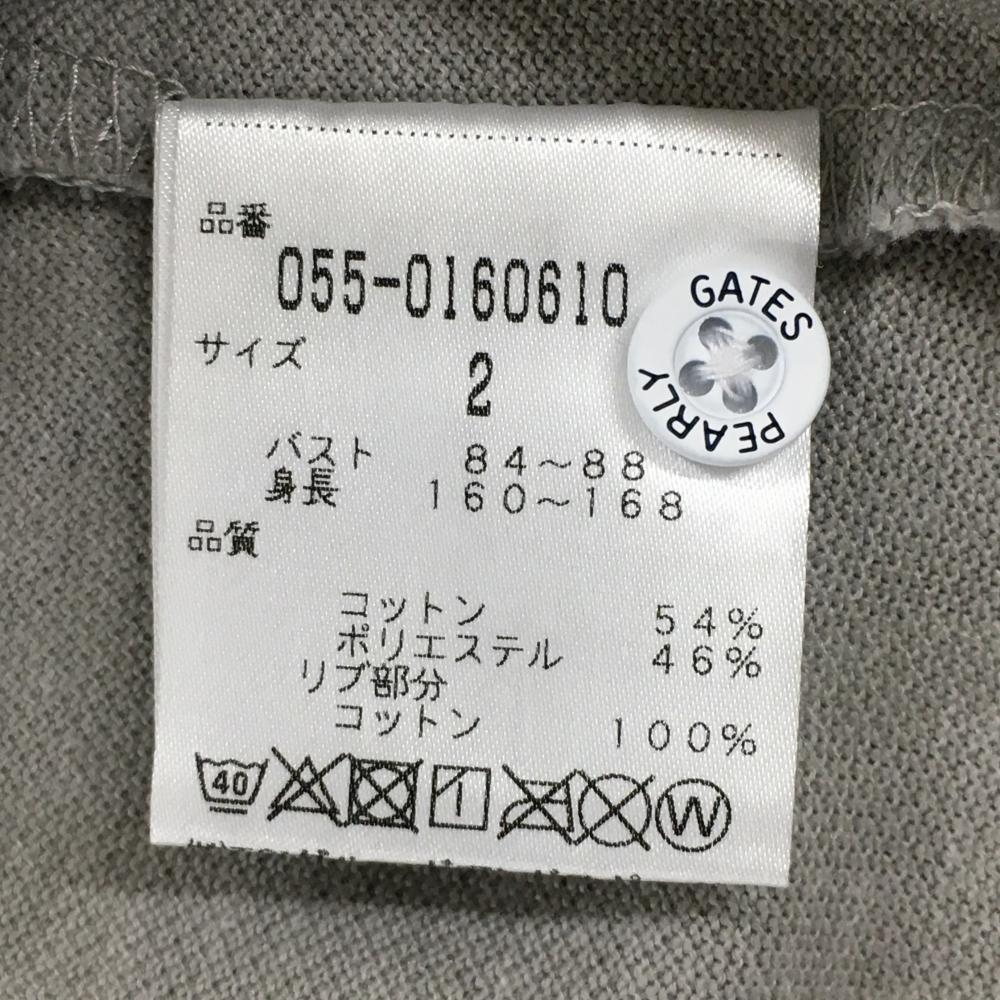 品番
055-0160610
サイズ
2
バスト 84～88
身長 160～168
品質
コットン 54%
ポリエステル 46%
リブ部分
コットン 100%
40
W
PEARLY GATES